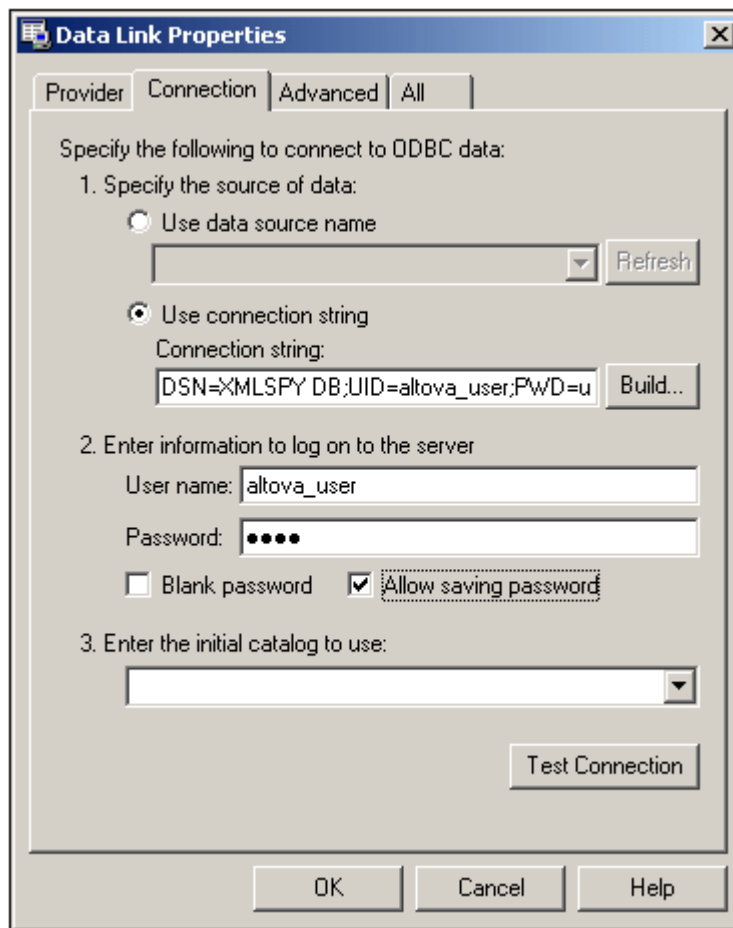 Data Link Properties
Provider Connection Advanced All
Specify the following to connect to ODBC data:
1. Specify the source of data:
Use data source name
Refresh
Use connection string
Connection string:
DSN=XMLSPY DB;UID=altova_user;PWD=u
Build...
2. Enter information to log on to the server
User name: altova_user
Password: ●●●●
Blank password Allow saving password
3. Enter the initial catalog to use:
Test Connection
OK Cancel Help